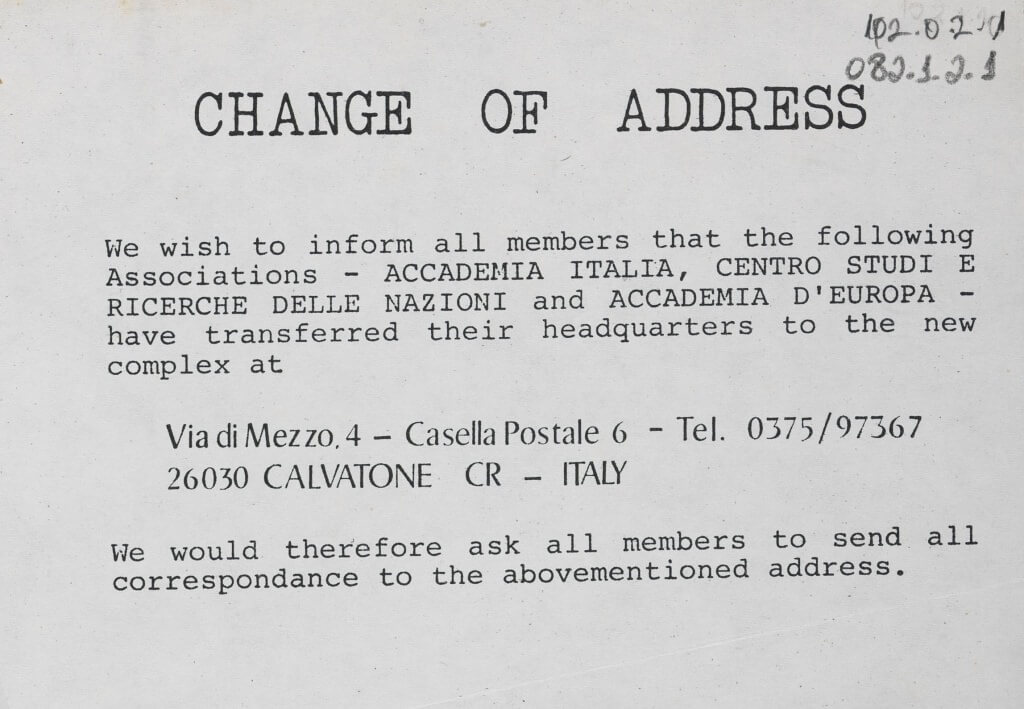 102.02.1
082.1.2.1
CHANGE OF ADDRESS
We wish to inform all members that the following
Associations - ACCADEMIA ITALIA, CENTRO STUDI E
RICERCHE DELLE NAZIONI and ACCADEMIA D'EUROPA -
have transferred their headquarters to the new
complex at
Via di Mezzo, 4 – Casella Postale 6 – Tel. 0375/97367
26030 CALVATONE CR – ITALY
We would therefore ask all members to send all
correspondance to the abovementioned address.